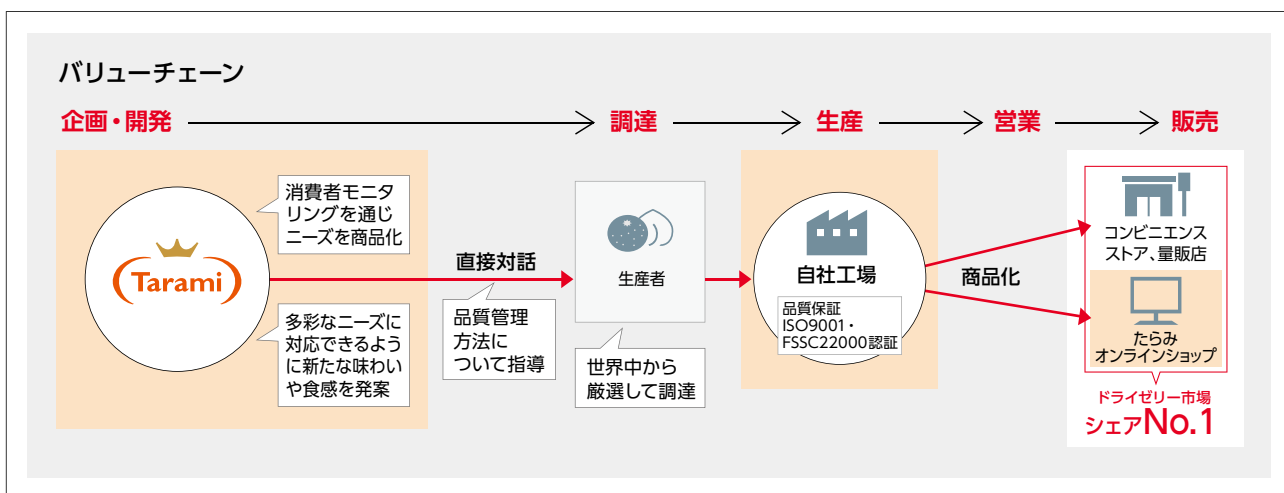 バリューチェーン
企画・開発
調達
生産
営業
販売
消費者モニタ
リングを通じ
ニーズを商品化
Tarami
多彩なニーズに
対応できるよう
に新たな味わい
や食感を発案
直接対話
品質管理
方法に
ついて指導
生産者
世界中から
厳選して調達
自社工場
品質保証
ISO9001・
FSSC22000認証
商品化
コンビニエンス
ストア、量販店
たらみ
オンラインショップ
ドライゼリー市場
シェアNo.1